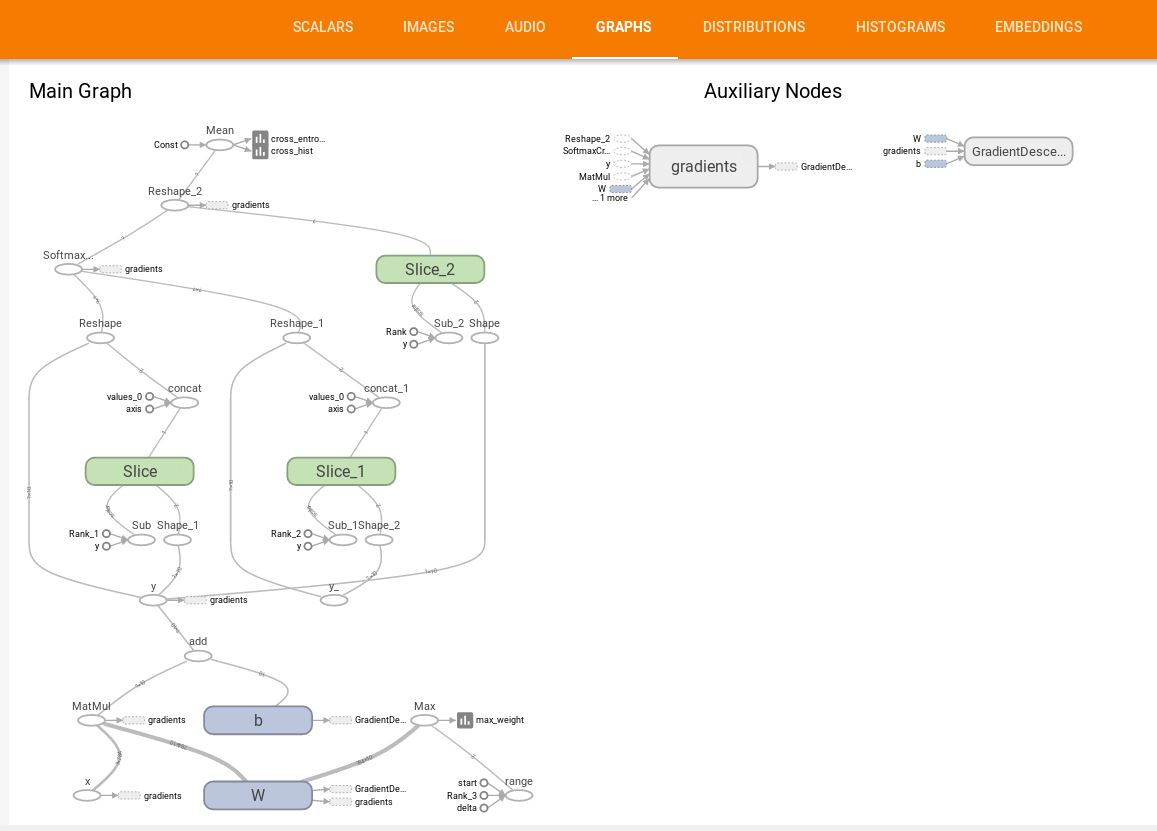 SCALARS IMAGES AUDIO GRAPHS DISTRIBUTIONS HISTOGRAMS EMBEDDINGS
Main Graph
Auxiliary Nodes
Mean
Const
cross_entro...
cross_hist
Reshape_2
gradients
Softmax...
gradients
Slice_2
Reshape
Reshape_1
Sub_2
Shape
Rank
y
concat
values_0
axis
concat_1
values_0
axis
Slice
Slice_1
Sub
Shape_1
Rank_1
y
Sub_1
Shape_2
Rank_2
y
y
gradients
y_
add
MatMul
gradients
b
GradientDe...
Max
max_weight
x
gradients
W
GradientDe...
gradients
range
start
Rank_3
delta
Reshape_2
SoftmaxCr...
y
MatMul
W
... 1 more
gradients
GradientDe...
W
gradients
b
GradientDesce...